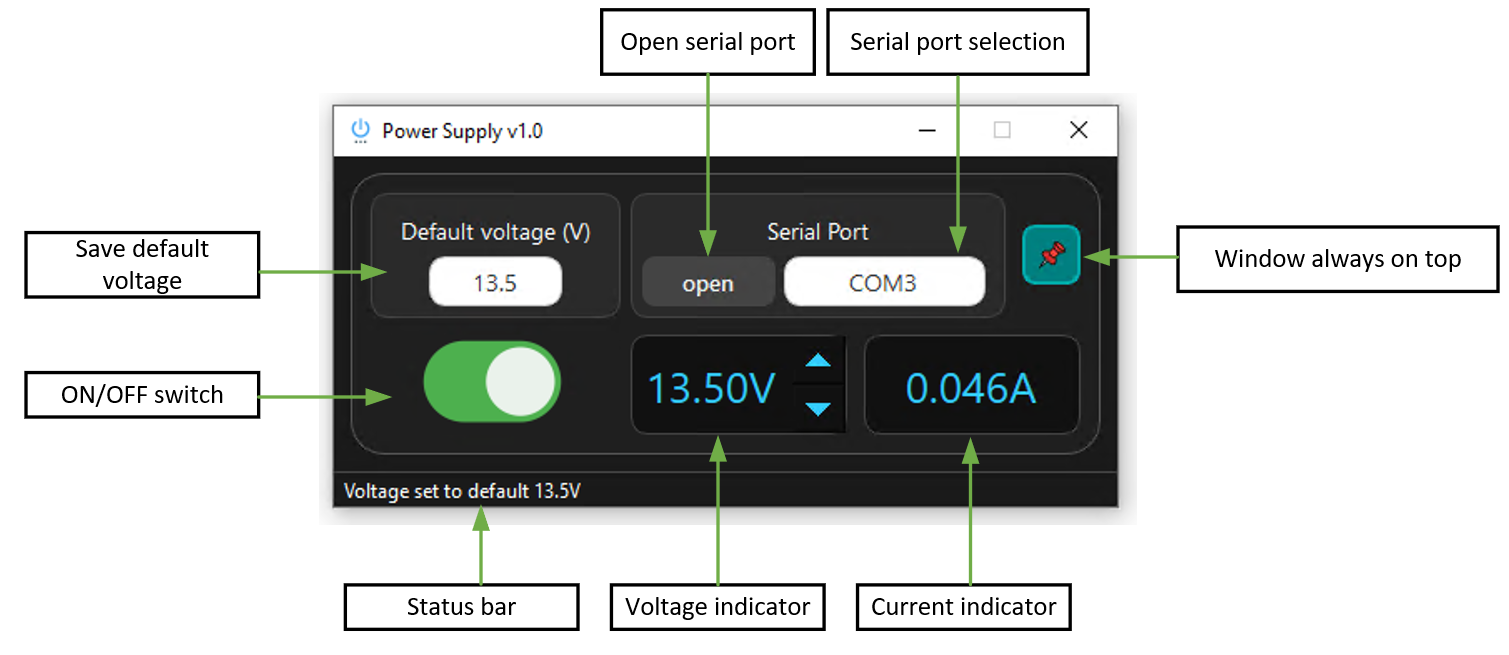 Open serial port
Serial port selection
Power Supply v1.0
Default voltage (V)
Serial Port
Save default
voltage
13.5
open
COM3
Window always on top
ON/OFF switch
13.50V
0.046A
Voltage set to default 13.5V
Status bar
Voltage indicator
Current indicator